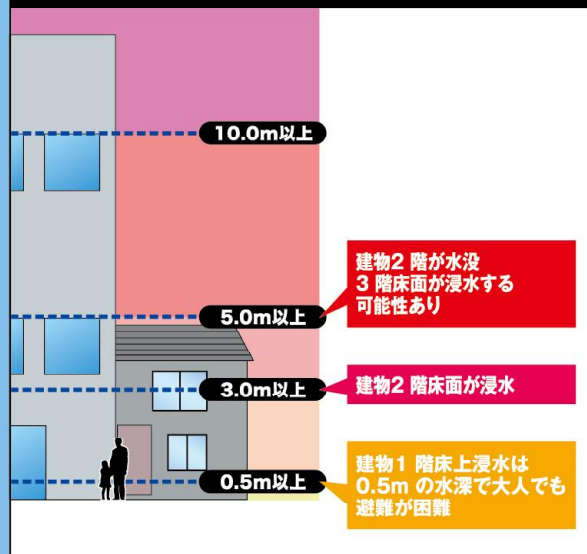 10.0m以上
建物2 階が水没
3 階床面が浸水する
可能性あり
5.0m以上
3.0m以上
建物2 階床面が浸水
0.5m以上
建物1 階床上浸水は
0.5m の水深で大人でも
避難が困難